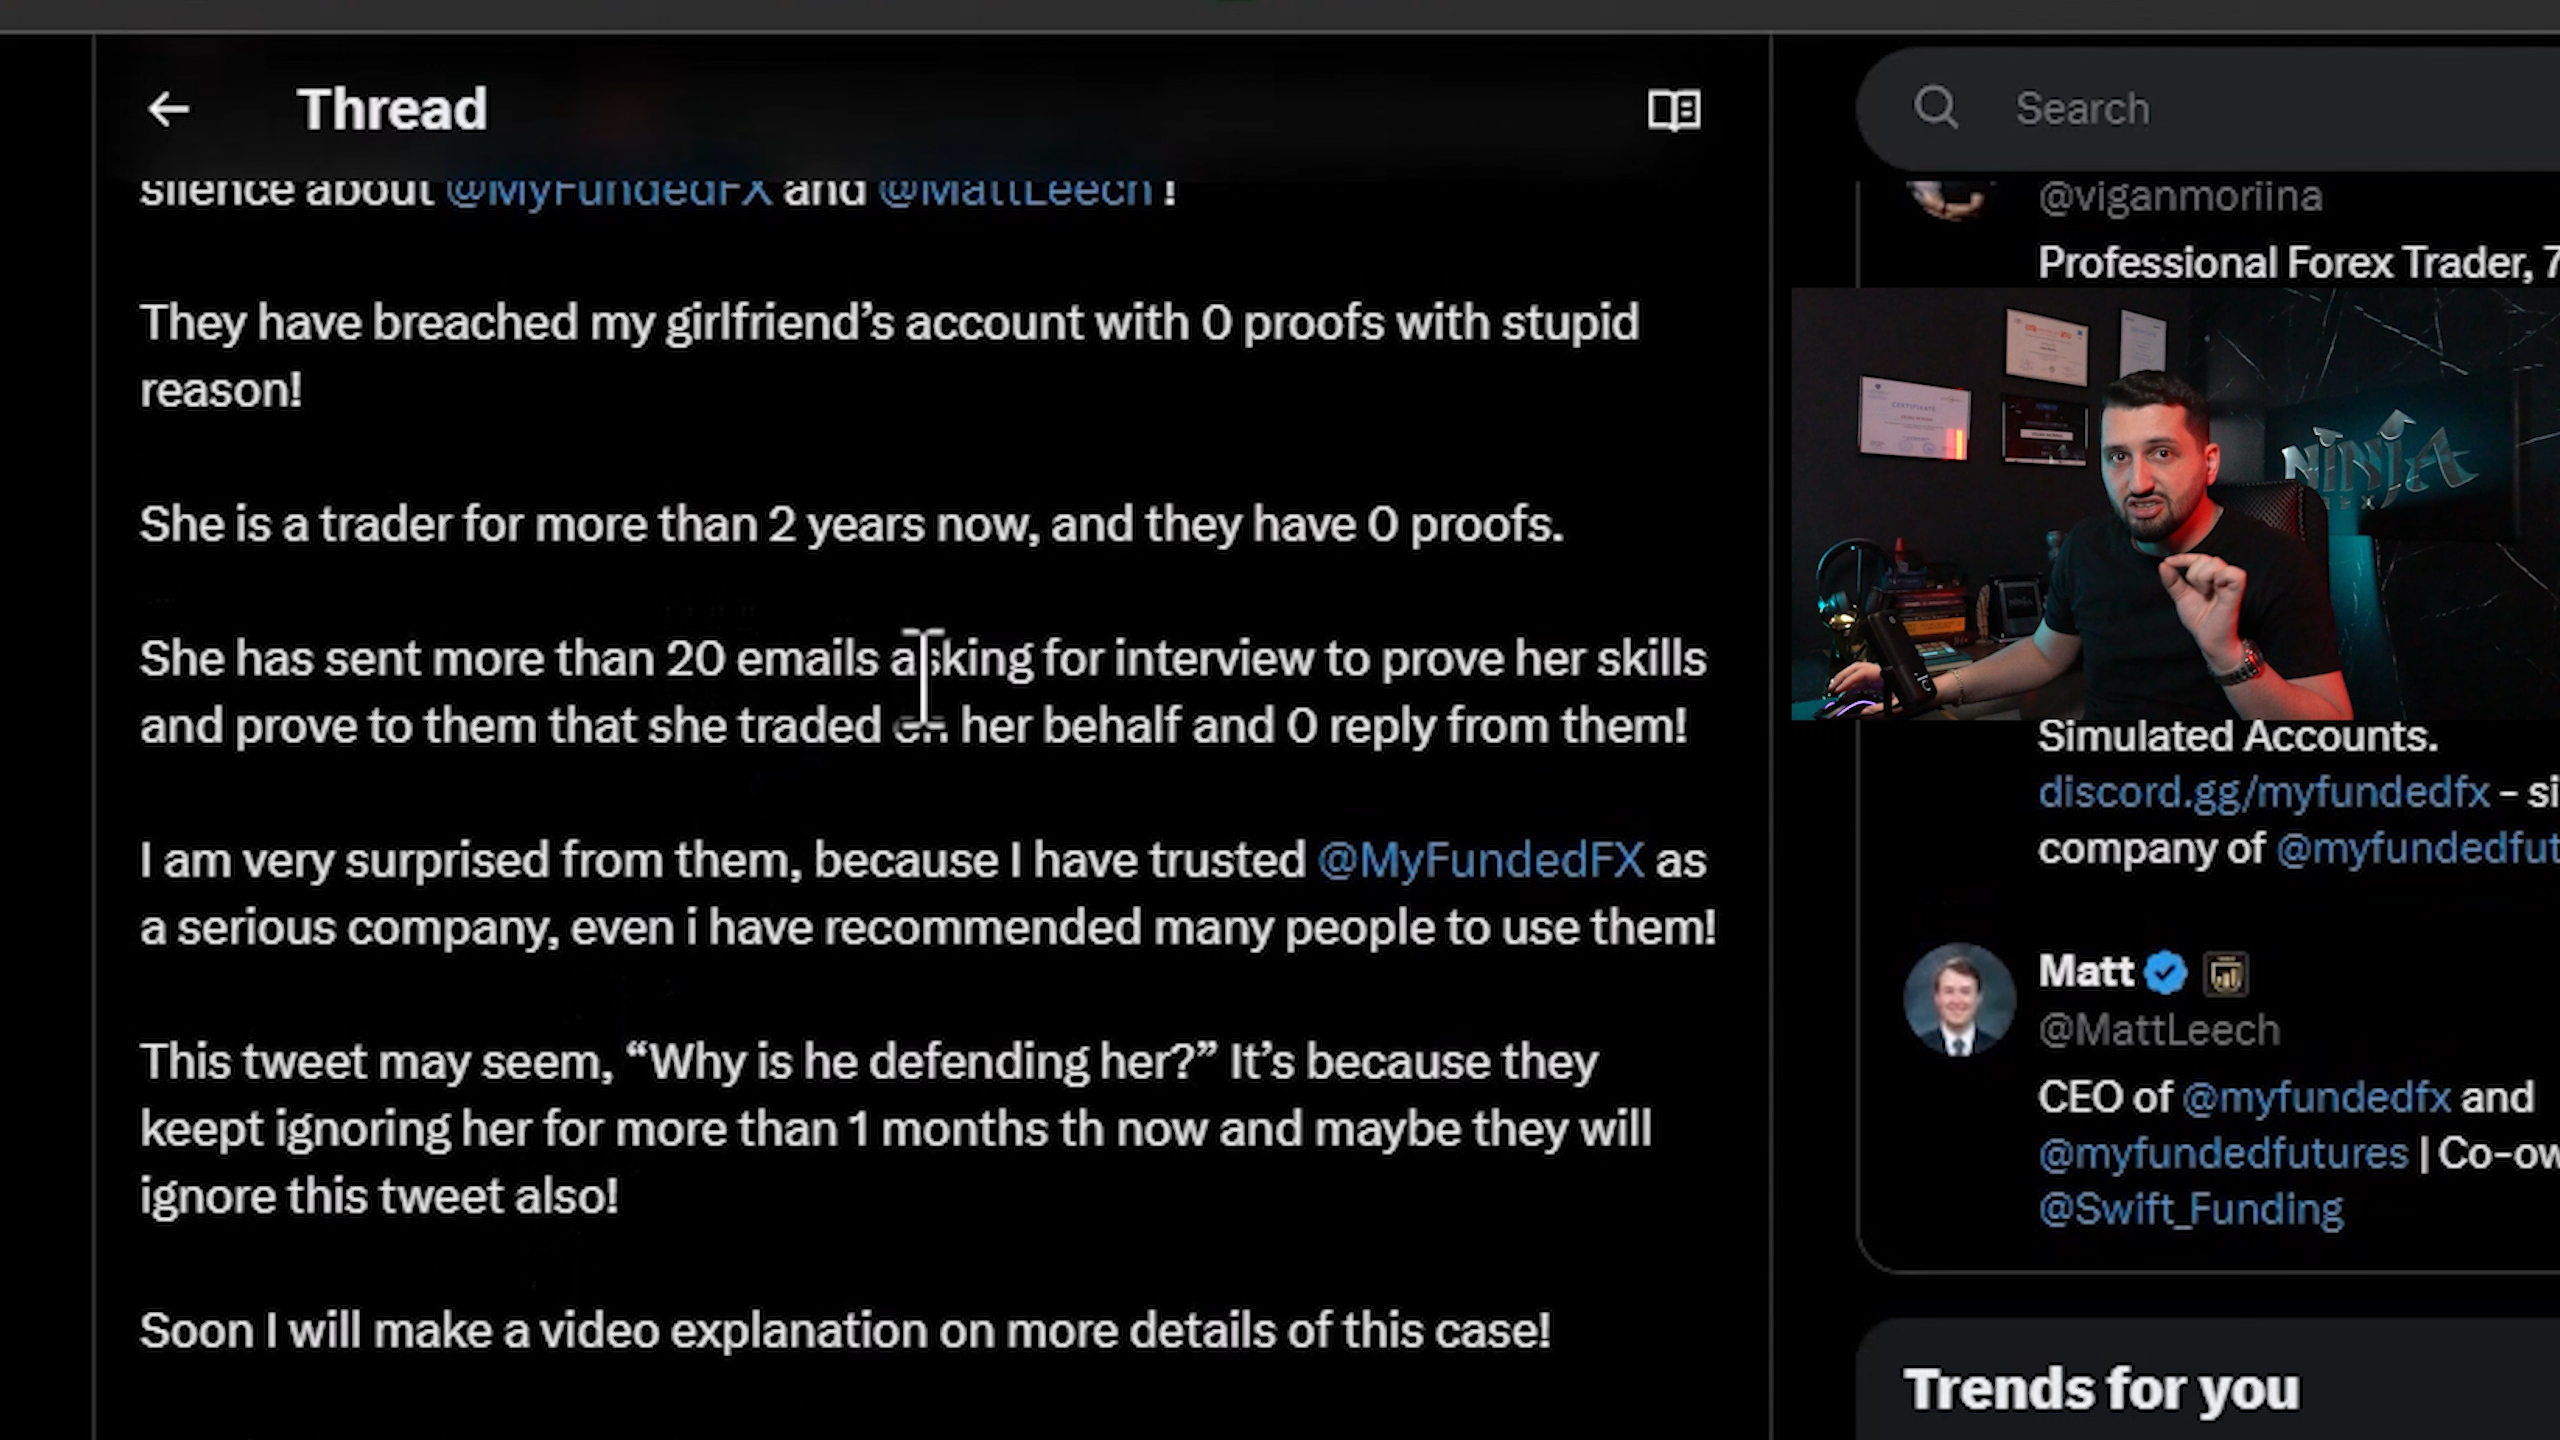 Thread
Search
silence about @MyFundedFX and @MattLeech !
They have breached my girlfriend’s account with 0 proofs with stupid
reason!
She is a trader for more than 2 years now, and they have 0 proofs.
She has sent more than 20 emails asking for interview to prove her skills
and prove to them that she traded on her behalf and 0 reply from them!
I am very surprised from them, because I have trusted @MyFundedFX as
a serious company, even i have recommended many people to use them!
This tweet may seem, “Why is he defending her?” It’s because they
keept ignoring her for more than 1 months th now and maybe they will
ignore this tweet also!
Soon I will make a video explanation on more details of this case!
@viganmoriina
Professional Forex Trader, 7
CERTIFIKATË
NINJA
FX
Simulated Accounts.
discord.gg/myfundedfx - si
company of @myfundedfut
Matt
@MattLeech
CEO of @myfundedfx and
@myfundedfutures | Co-ow
@Swift_Funding
Trends for you